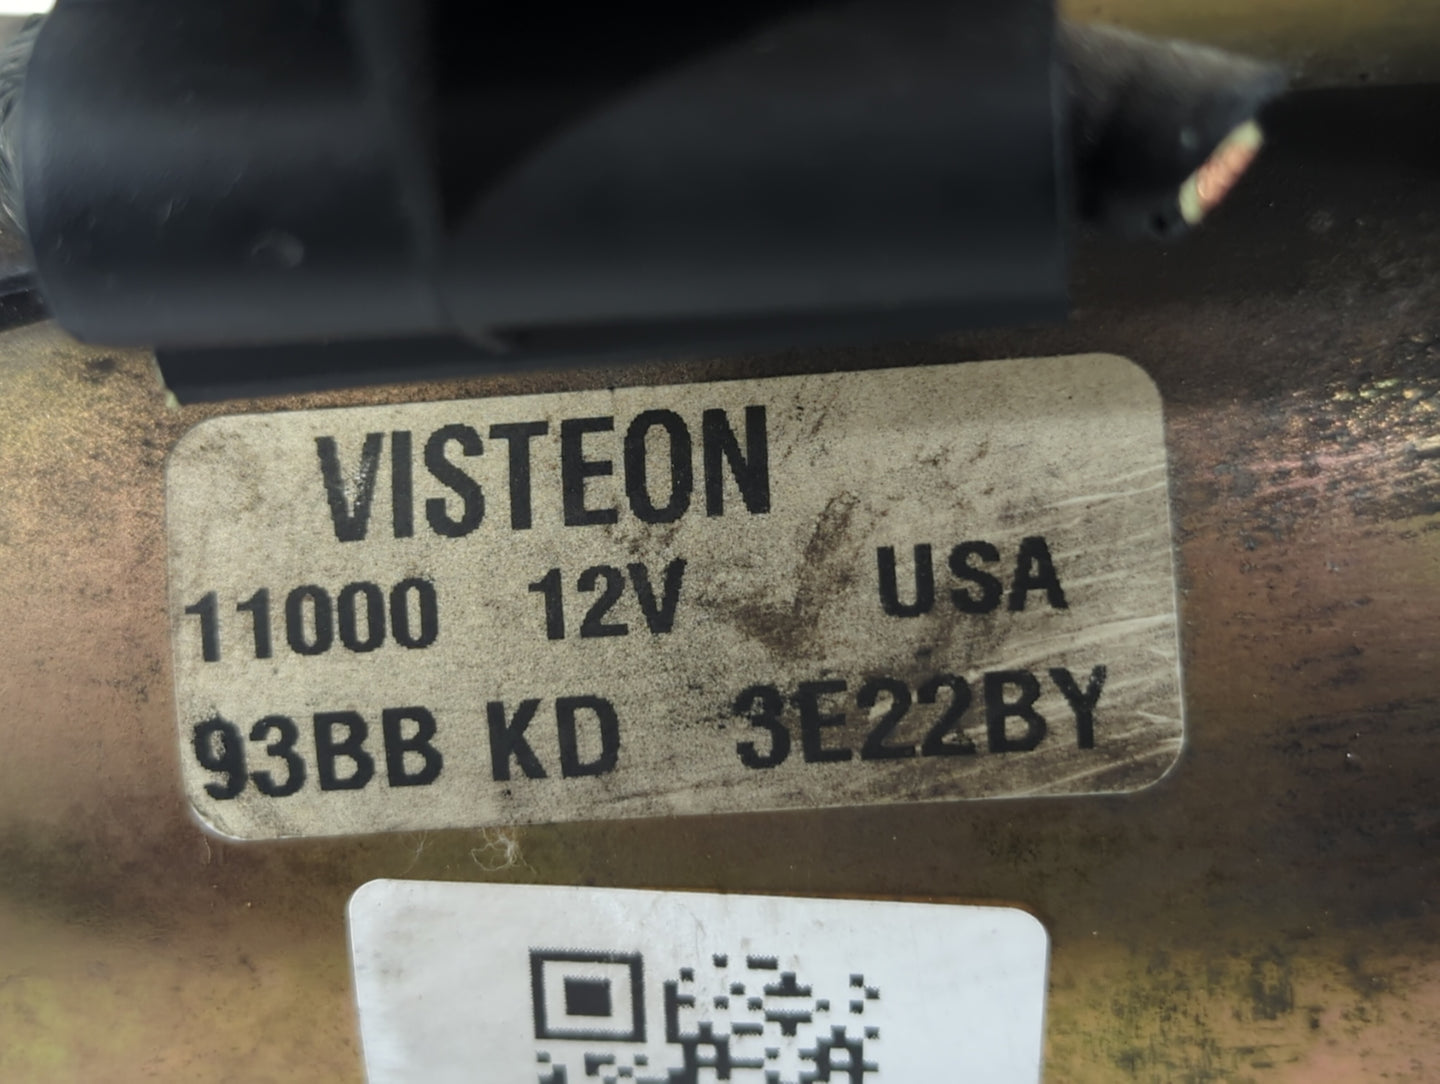 VISTEON
11000 12V USA
93BB KD 3E22BY